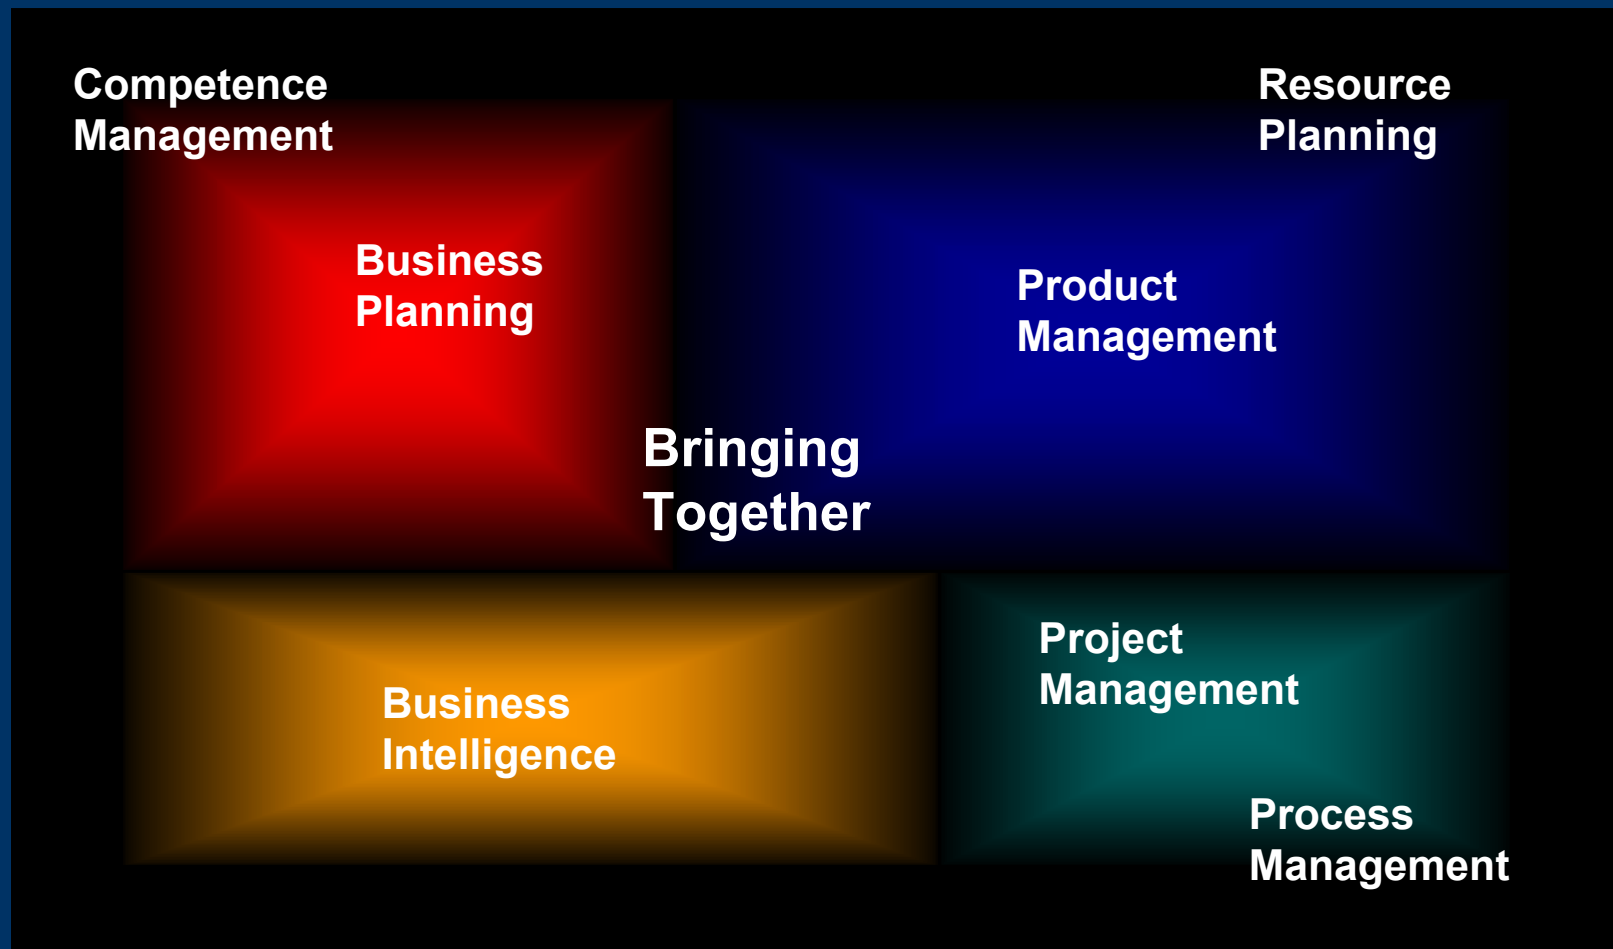 Competence
Management
Resource
Planning
Business
Planning
Product
Management
Bringing
Together
Project
Management
Business
Intelligence
Process
Management